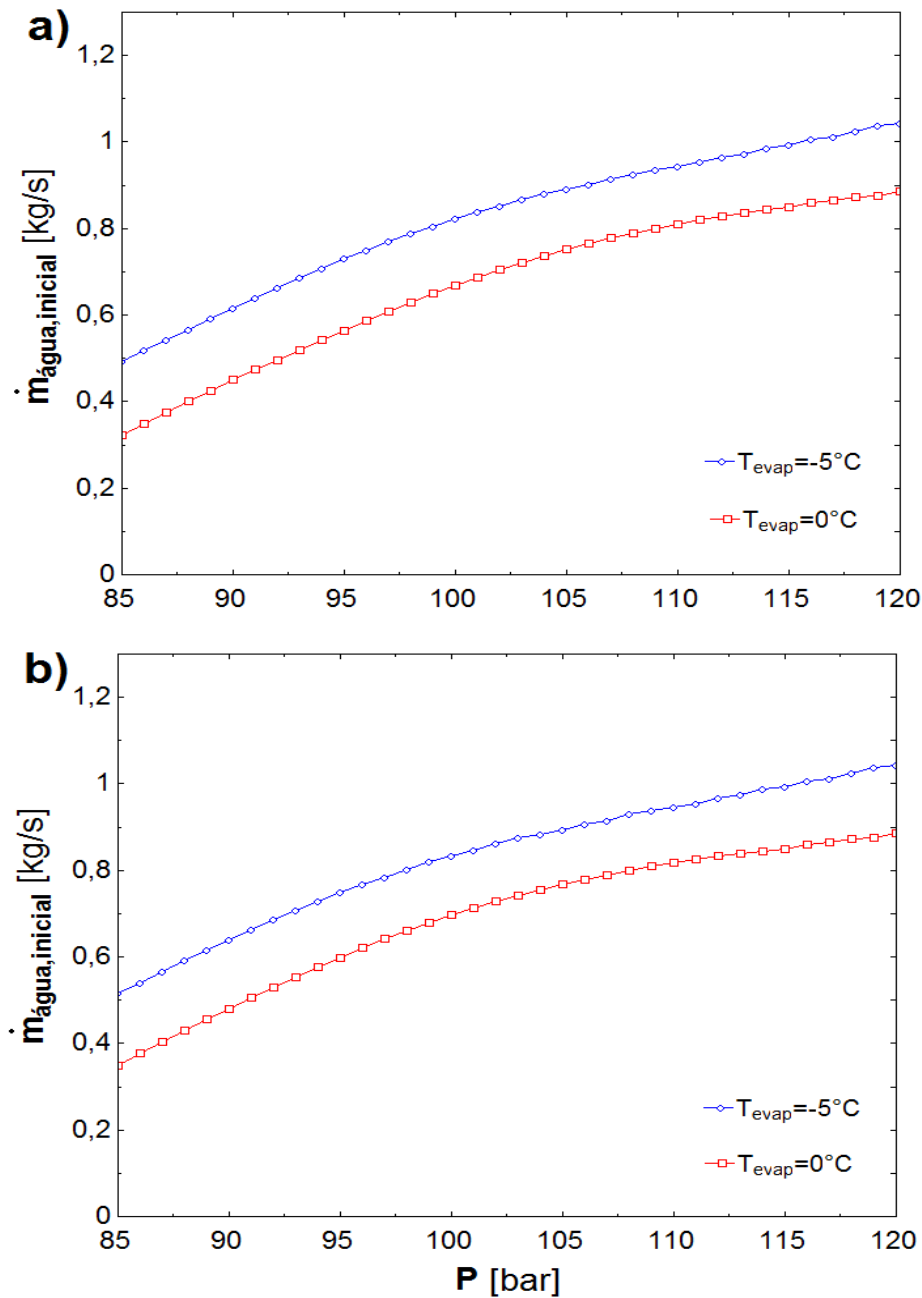 a)
1,2
1
0,8
0,6
0,4
0,2
0
ṁágua,inicial [kg/s]
Tevap=-5°C
Tevap=0°C
85 90 95 100 105 110 115 120
b)
1,2
1
0,8
0,6
0,4
0,2
0
ṁágua,inicial [kg/s]
Tevap=-5°C
Tevap=0°C
85 90 95 100 105 110 115 120
P [bar]